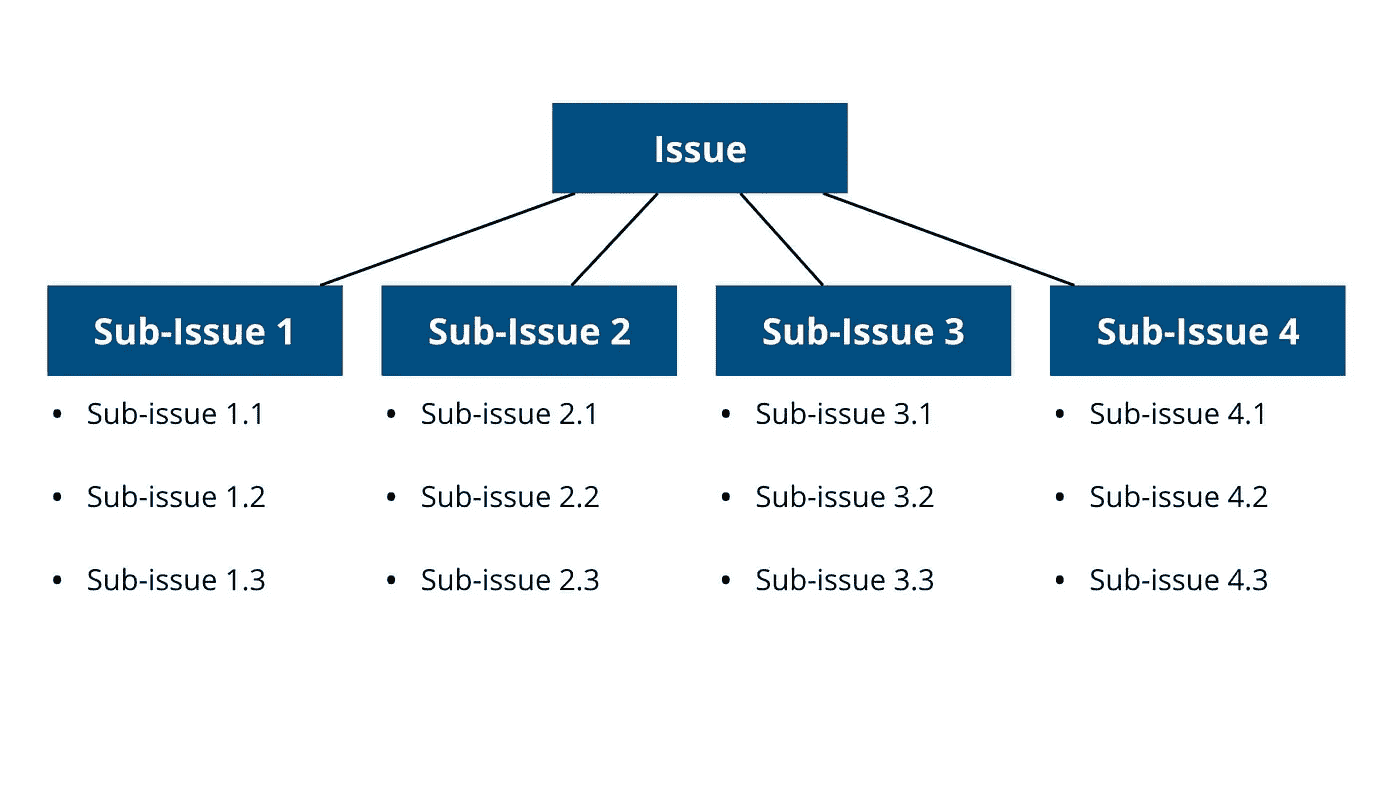 Issue
Sub-Issue 1
Sub-Issue 2
Sub-Issue 3
Sub-Issue 4
• Sub-issue 1.1
• Sub-issue 1.2
• Sub-issue 1.3
• Sub-issue 2.1
• Sub-issue 2.2
• Sub-issue 2.3
• Sub-issue 3.1
• Sub-issue 3.2
• Sub-issue 3.3
• Sub-issue 4.1
• Sub-issue 4.2
• Sub-issue 4.3